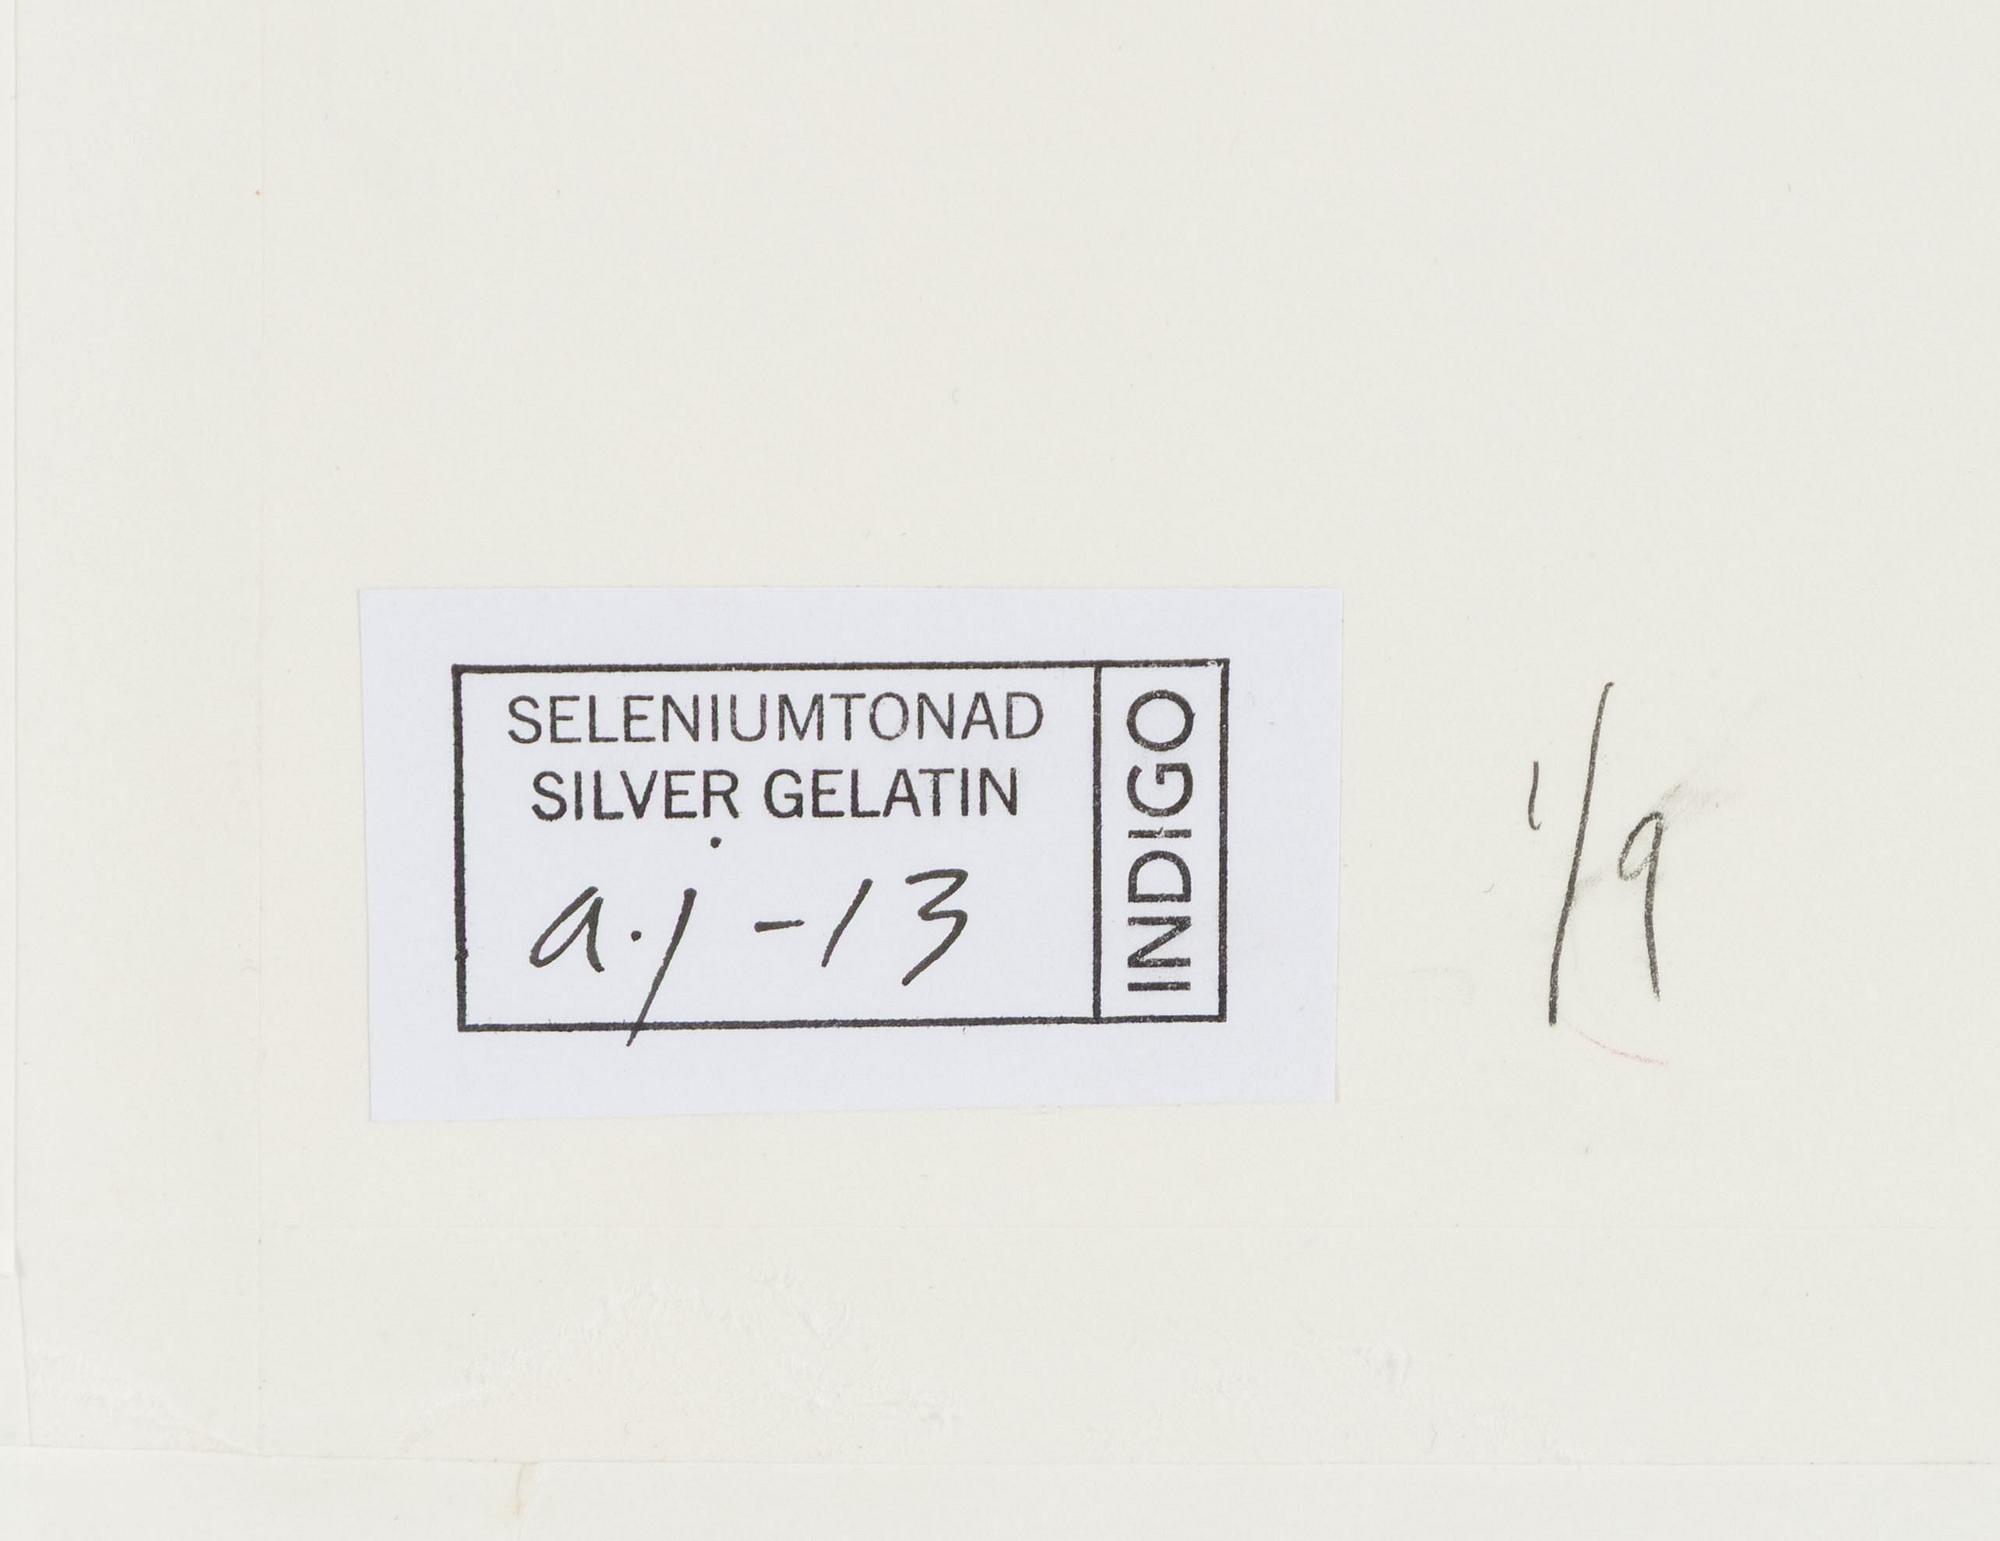 SELENIUMTONAD
SILVER GELATIN
a.j -13
INDIGO
1/9